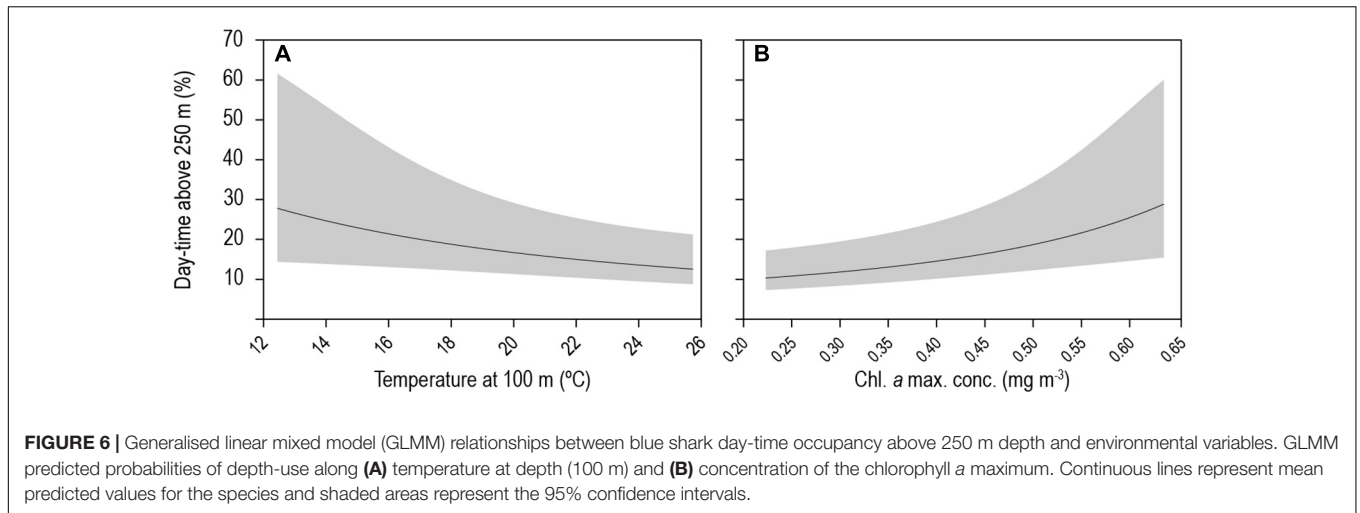 A
B
70
60
50
40
30
20
10
Day-time above 250 m (%)
12 14 16 18 20 22 24 26
0.20 0.25 0.30 0.35 0.40 0.45 0.50 0.55 0.60 0.65
Temperature at 100 m (ºC)
Chl. a max. conc. (mg m-3)
FIGURE 6 | Generalised linear mixed model (GLMM) relationships between blue shark day-time occupancy above 250 m depth and environmental variables. GLMM
predicted probabilities of depth-use along (A) temperature at depth (100 m) and (B) concentration of the chlorophyll a maximum. Continuous lines represent mean
predicted values for the species and shaded areas represent the 95% confidence intervals.